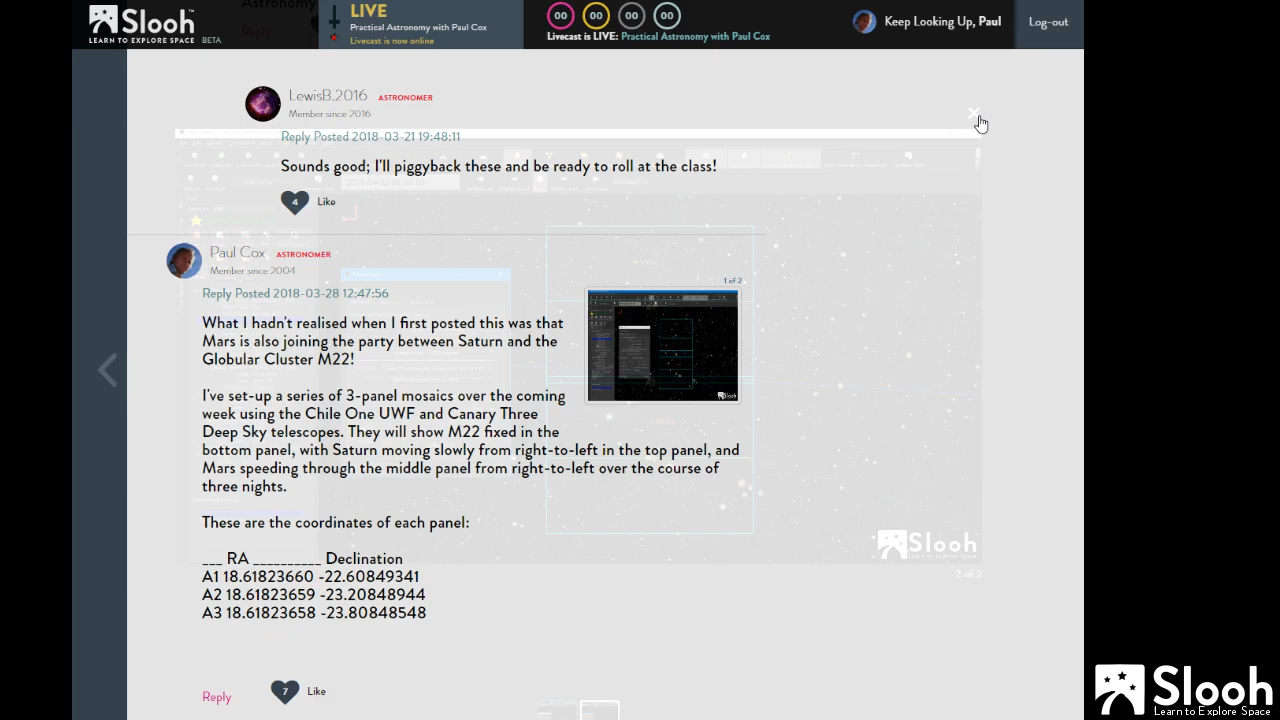 Slooh
LEARN TO EXPLORE SPACE BETA
LIVE
Practical Astronomy with Paul Cox
Livecast is now online
00 00 00 00
Livecast is LIVE: Practical Astronomy with Paul Cox
Keep Looking Up, Paul
Log-out
Reply
LewisB.2016 ASTRONOMER
Member since 2016
Reply Posted 2018-03-21 19:48:11
Sounds good; I'll piggyback these and be ready to roll at the class!
4 Like
Paul Cox ASTRONOMER
Member since 2004
Reply Posted 2018-03-28 12:47:56
1 of 2
What I hadn't realised when I first posted this was that
Mars is also joining the party between Saturn and the
Globular Cluster M22!
I've set-up a series of 3-panel mosaics over the coming
week using the Chile One UWF and Canary Three
Deep Sky telescopes. They will show M22 fixed in the
bottom panel, with Saturn moving slowly from right-to-left in the top panel, and
Mars speeding through the middle panel from right-to-left over the course of
three nights.
Slooh
These are the coordinates of each panel:
___ RA __________ Declination
A1 18.61823660 -22.60849341
A2 18.61823659 -23.20848944
A3 18.61823658 -23.80848548
Slooh
Learn to Explore Space
2 of 2
Reply
7 Like
Slooh
Learn to Explore Space